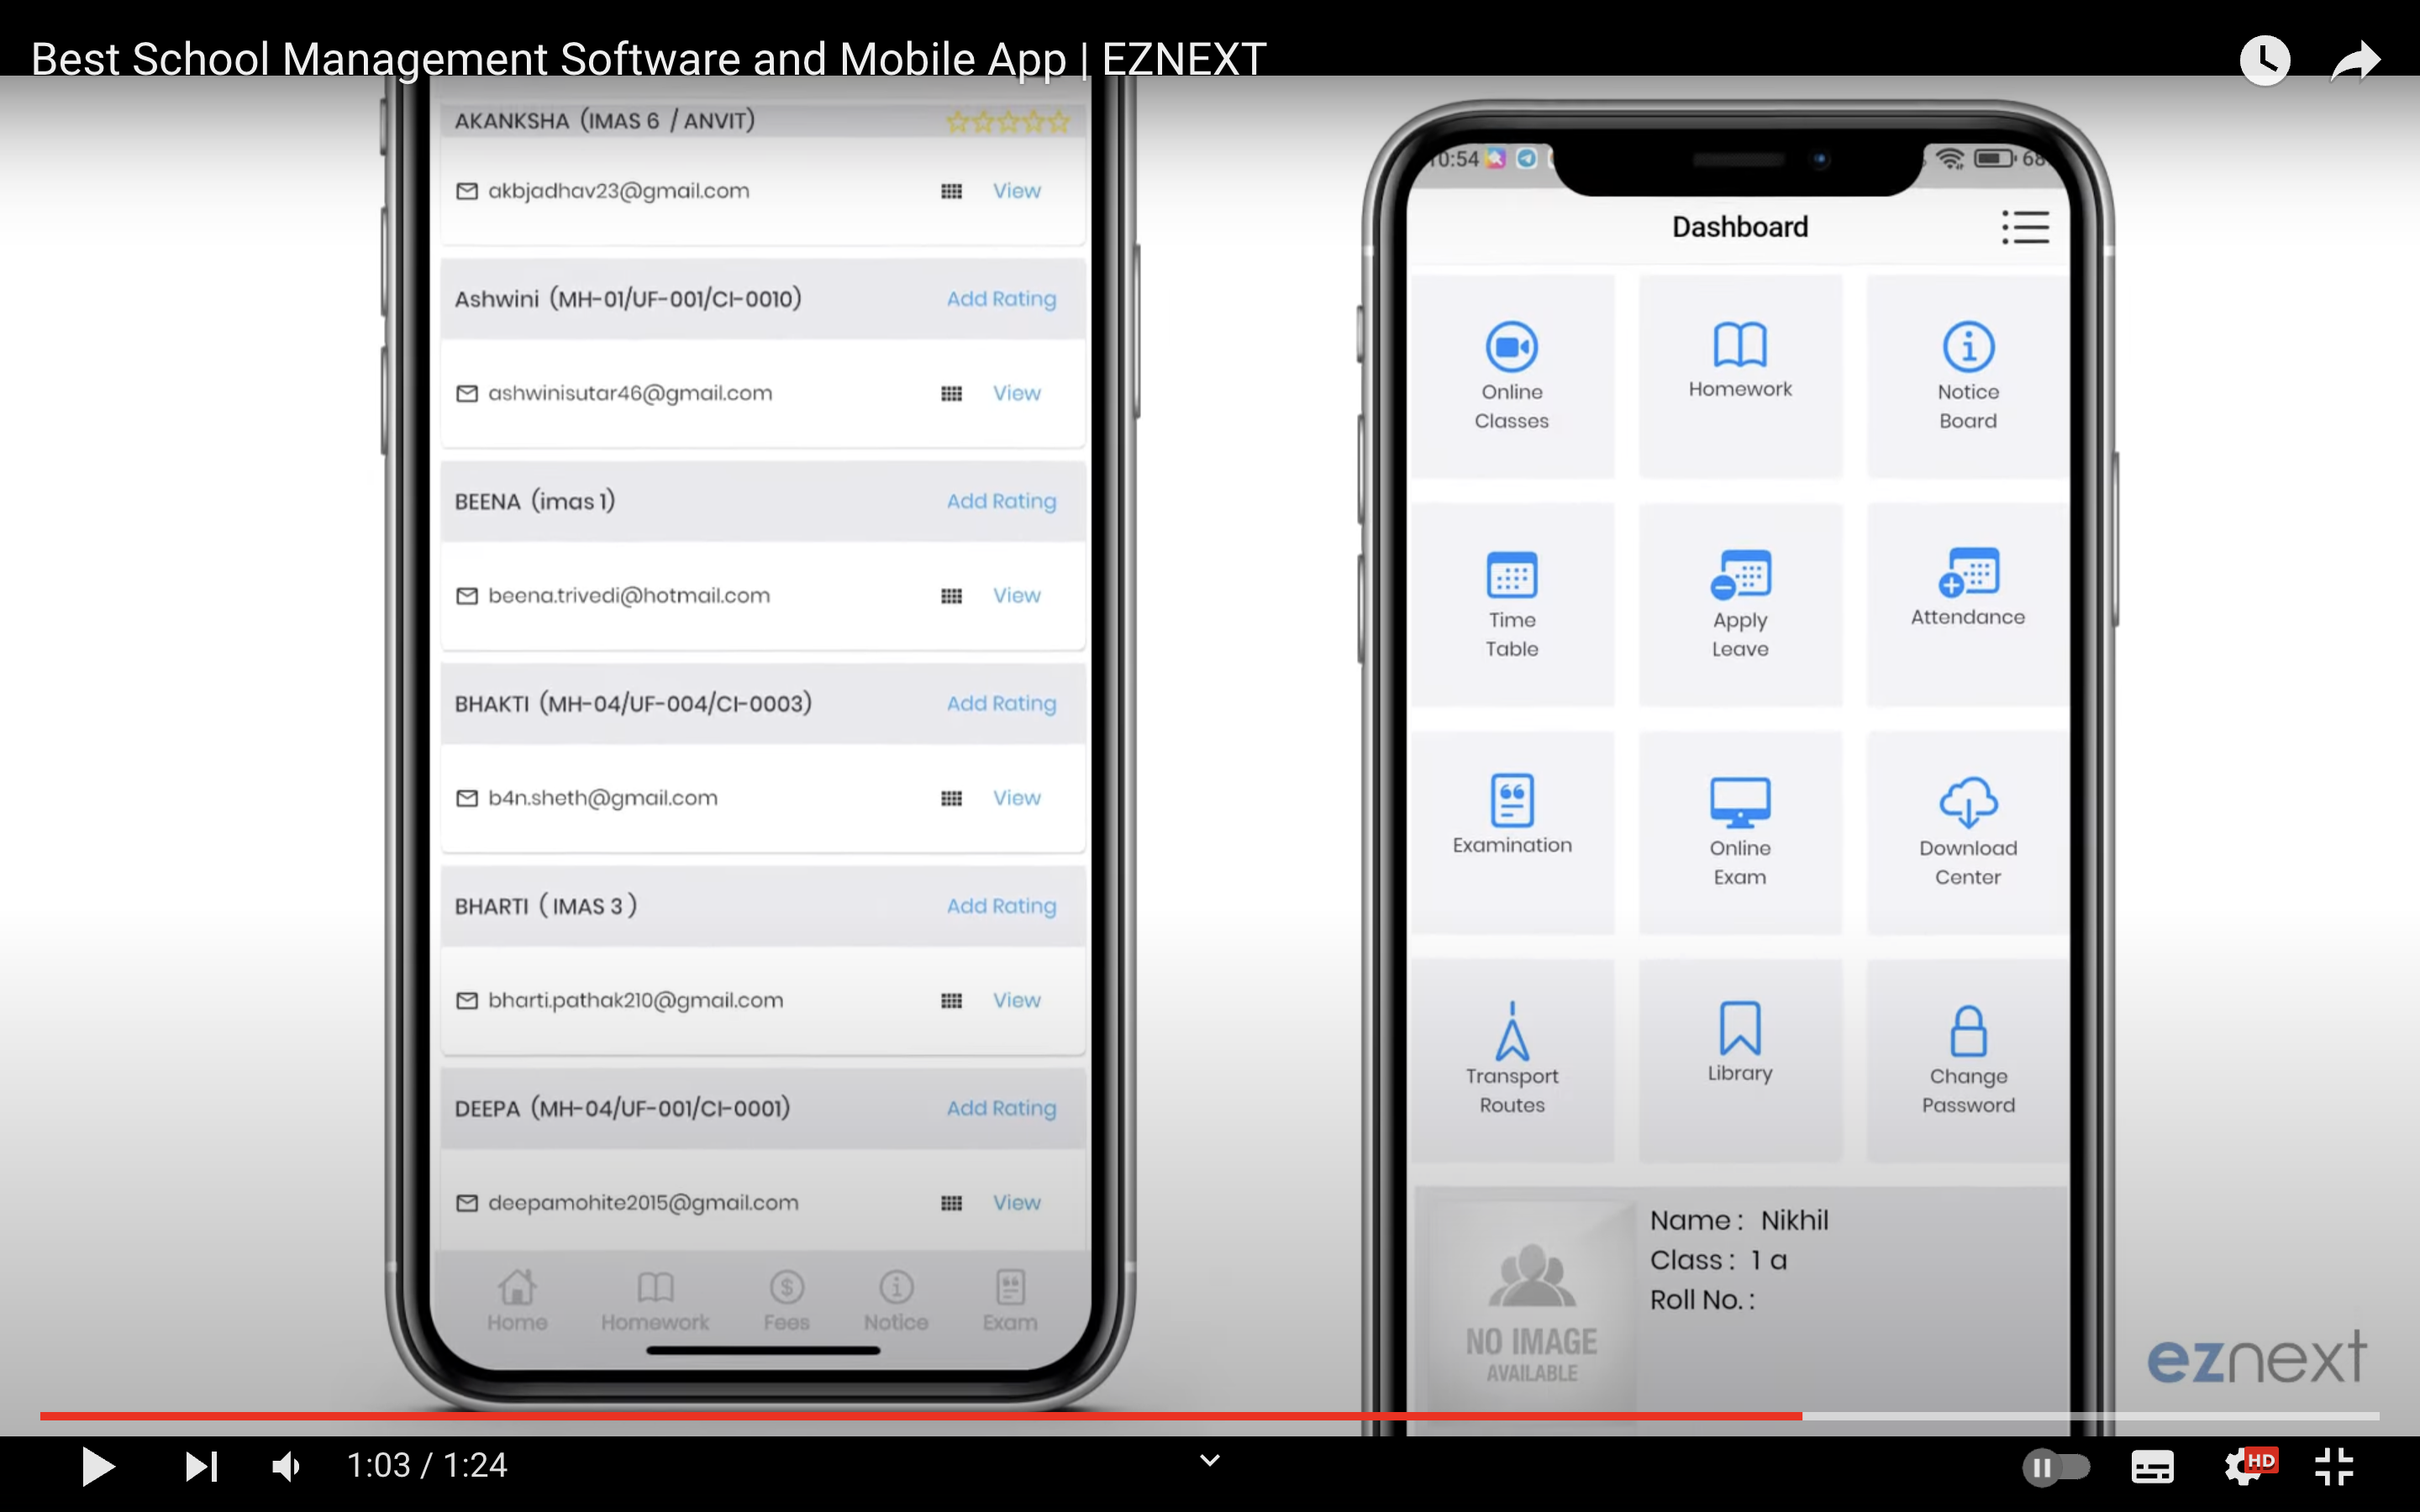 Best School Management Software and Mobile App | EZNEXT
AKANKSHA (IMAS 6 / ANVIT)
akbjadhav23@gmail.com View
Ashwini (MH-01/UF-001/CI-0010) Add Rating
ashwinisutar46@gmail.com View
BEENA (imas 1) Add Rating
beena.trivedi@hotmail.com View
BHAKTI (MH-04/UF-004/CI-0003) Add Rating
b4n.sheth@gmail.com View
BHARTI ( IMAS 3 ) Add Rating
bharti.pathak210@gmail.com View
DEEPA (MH-04/UF-001/CI-0001) Add Rating
deepamohite2015@gmail.com View
Home Homework Fees Notice Exam
Dashboard
Online
Classes
Homework
Notice
Board
Time
Table
Apply
Leave
Attendance
Examination
Online
Exam
Download
Center
Transport
Routes
Library
Change
Password
NO IMAGE
AVAILABLE
Name : Nikhil
Class : 1 a
Roll No. :
eznext
1:03 / 1:24
HD